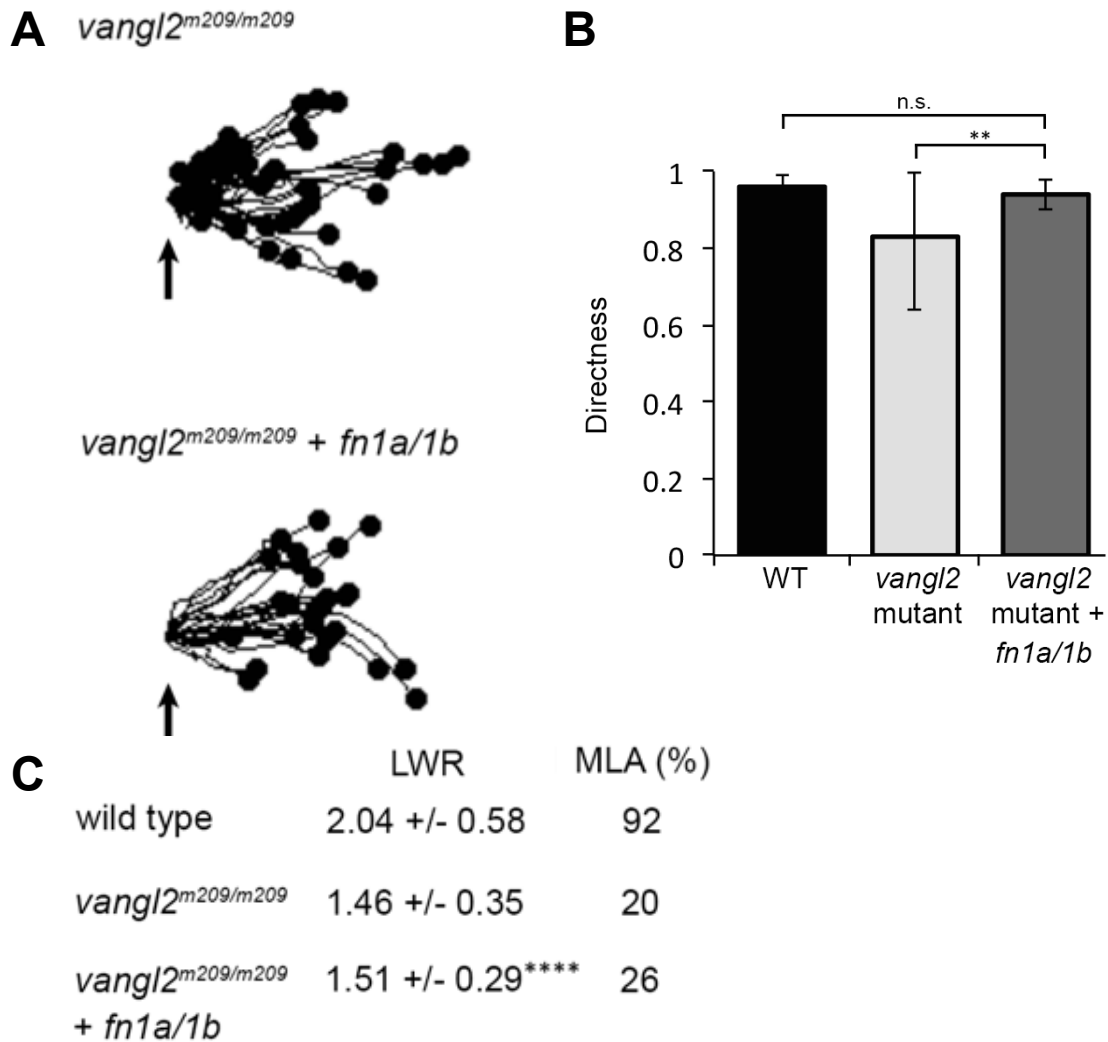 A
vangl2m209/m209
vangl2m209/m209 + fn1a/1b
B
n.s.
**
Directness
1
0.8
0.6
0.4
0.2
0
WT
vangl2
mutant
vangl2
mutant +
fn1a/1b
C
LWR MLA (%)
wild type 2.04 +/- 0.58 92
vangl2m209/m209 1.46 +/- 0.35 20
vangl2m209/m209 1.51 +/- 0.29**** 26
+ fn1a/1b